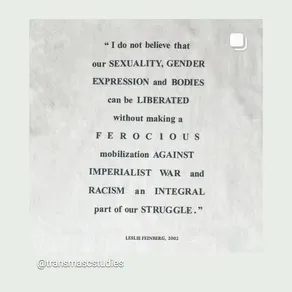 “ I do not believe that
our SEXUALITY, GENDER
EXPRESSION and BODIES
can be LIBERATED
without making a
F E R O C I O U S
mobilization AGAINST
IMPERIALIST WAR and
RACISM an INTEGRAL
part of our STRUGGLE . ”
LESLIE FEINBERG, 2002
@transmascstudies